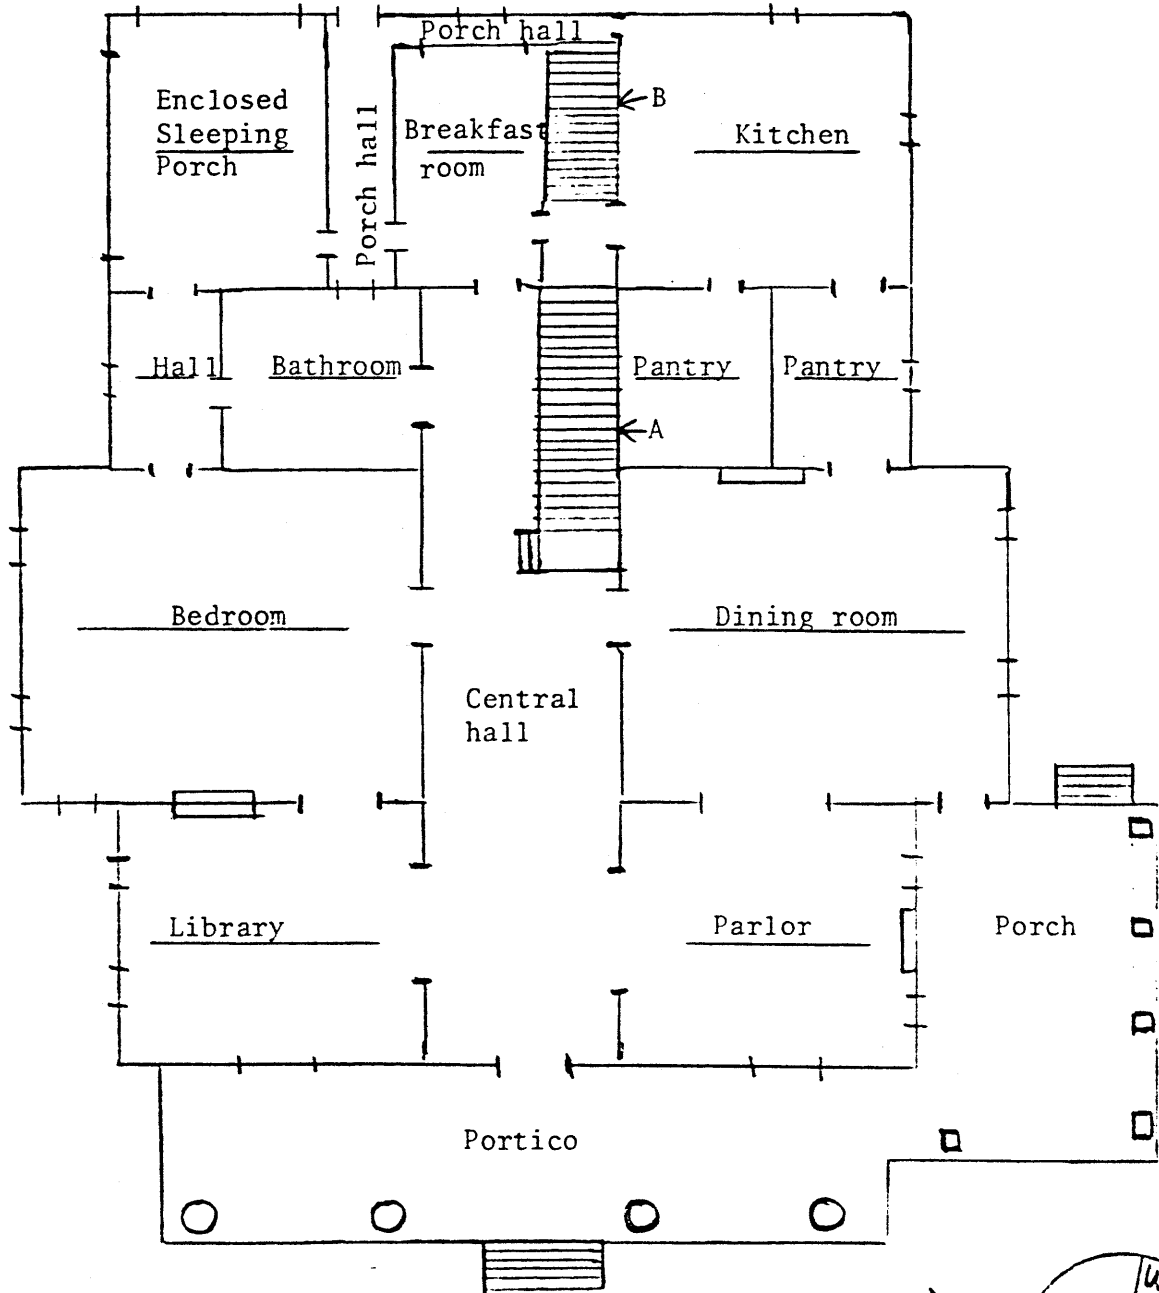 Porch hall
Enclosed
Sleeping
Porch
Porch hall
Breakfast
room
B
Kitchen
Hall
Bathroom
Pantry
Pantry
A
Bedroom
Dining room
Central
hall
Library
Parlor
Porch
Portico